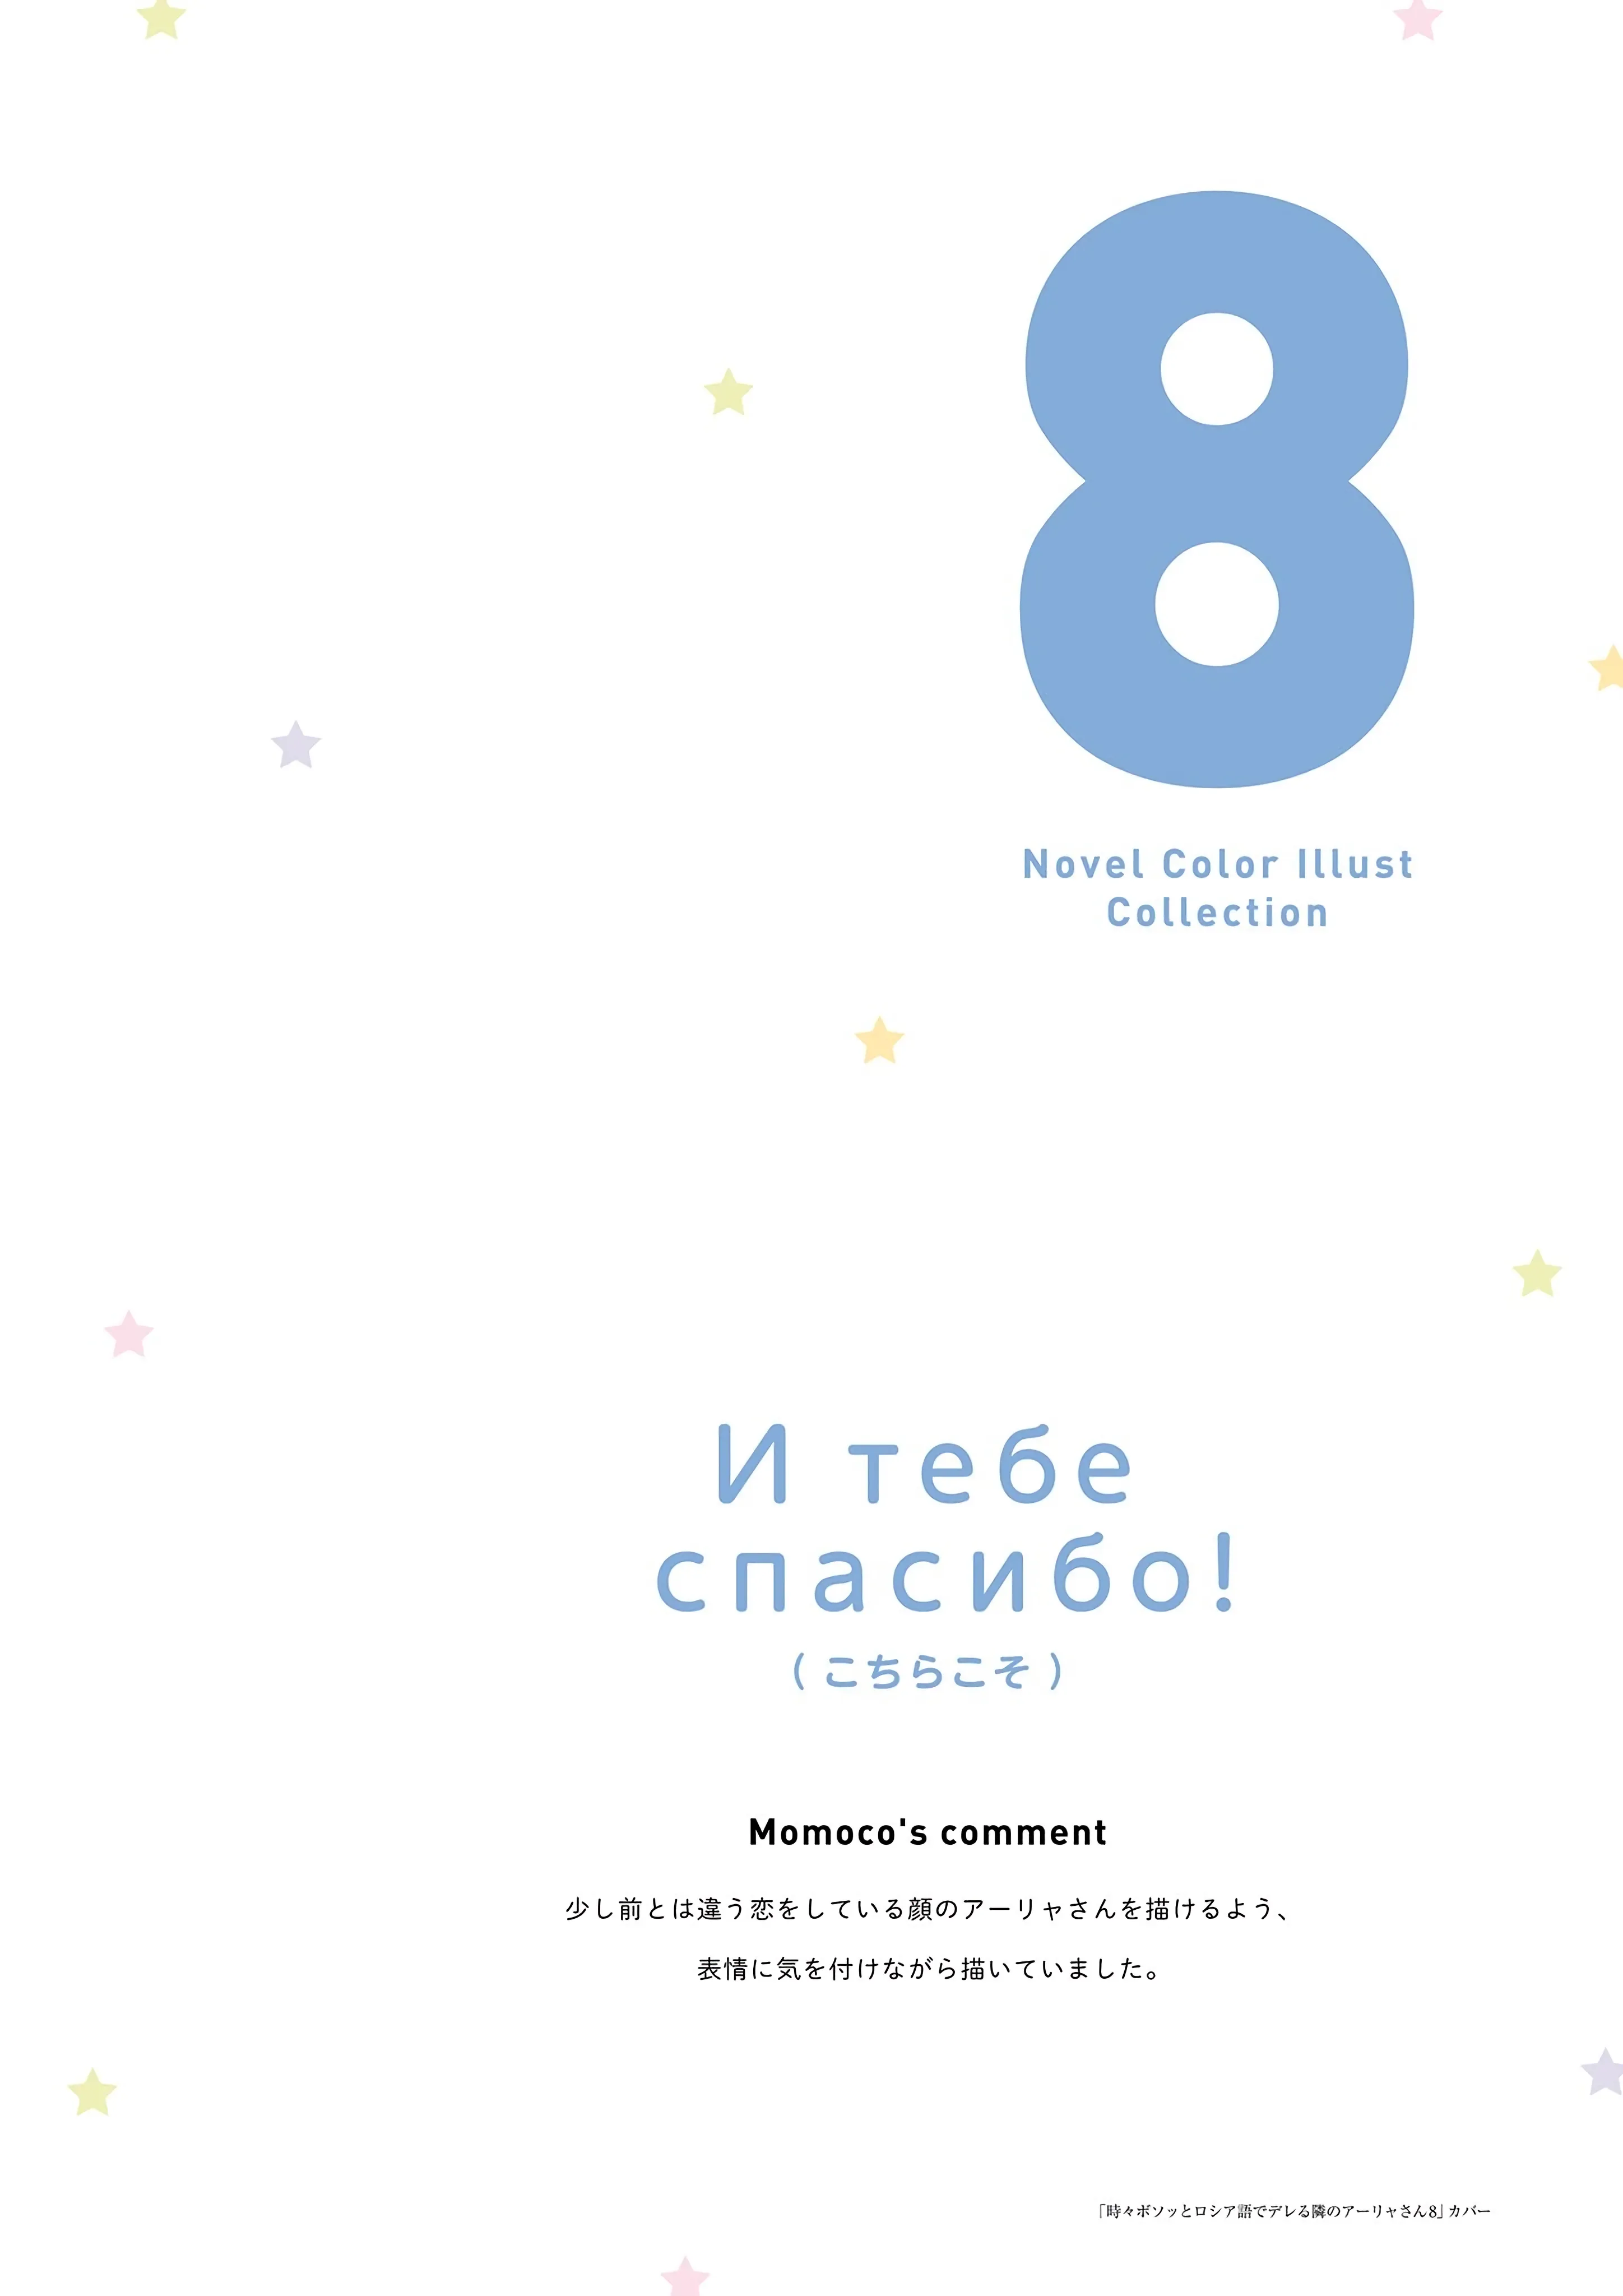 8
Novel Color Illust
Collection
И тебе
спасибо!
( こちらこそ )
Momoco's comment
少し前とは違う恋をしている顔のアーリャさんを描けるよう、
表情に気を付けながら描いていました。
「時々ボソッとロシア語でデレる隣のアーリャさん8」カバー